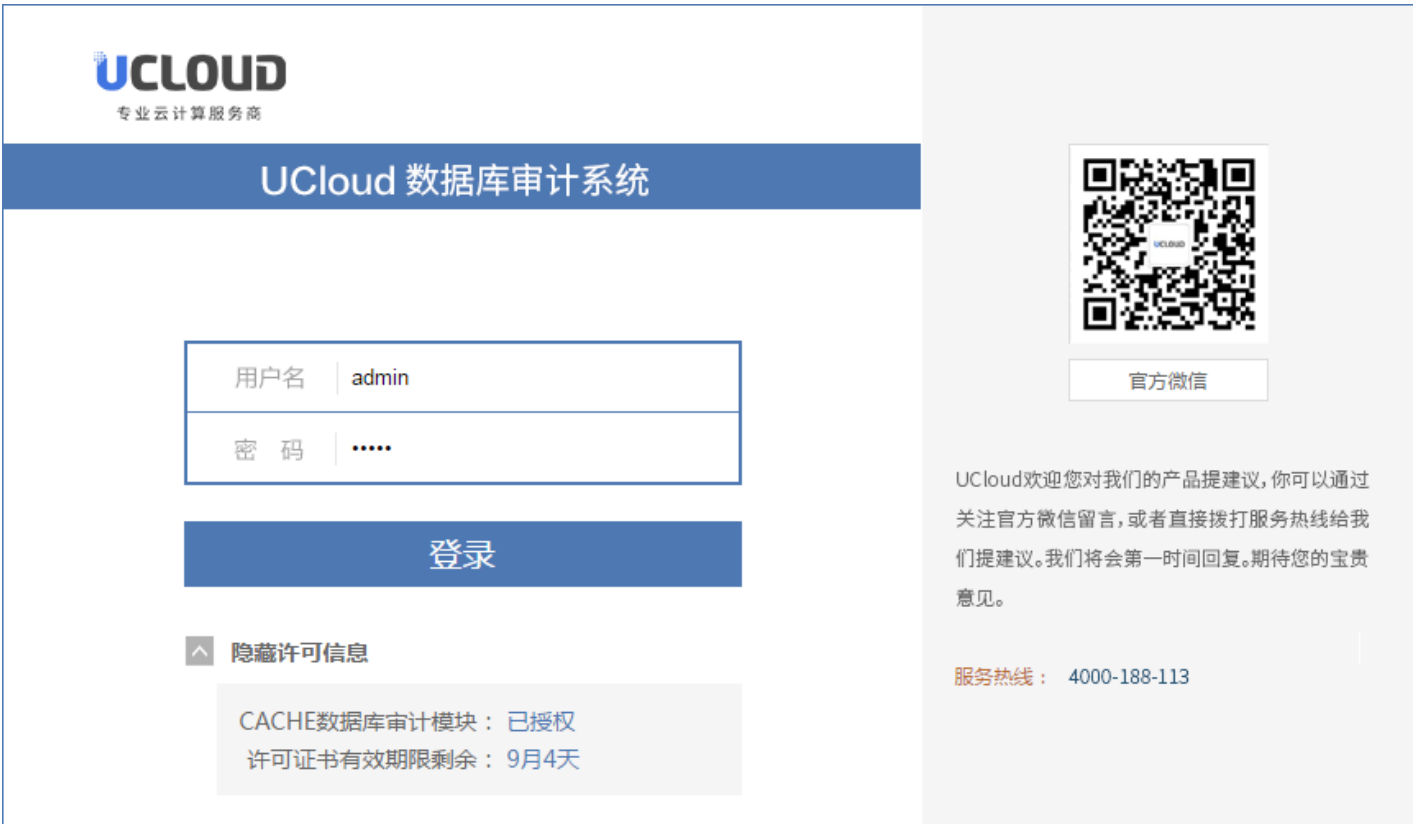 UCLOUD
专业云计算服务商
UCloud 数据库审计系统
用户名 admin
密 码 •••••
登录
隐藏许可信息
CACHE数据库审计模块： 已授权
许可证书有效期限剩余： 9月4天
UCLOUD
官方微信
UCloud欢迎您对我们的产品提建议，你可以通过
关注官方微信留言，或者直接拨打服务热线给我
们提建议。我们将会第一时间回复。期待您的宝贵
意见。
服务热线： 4000-188-113